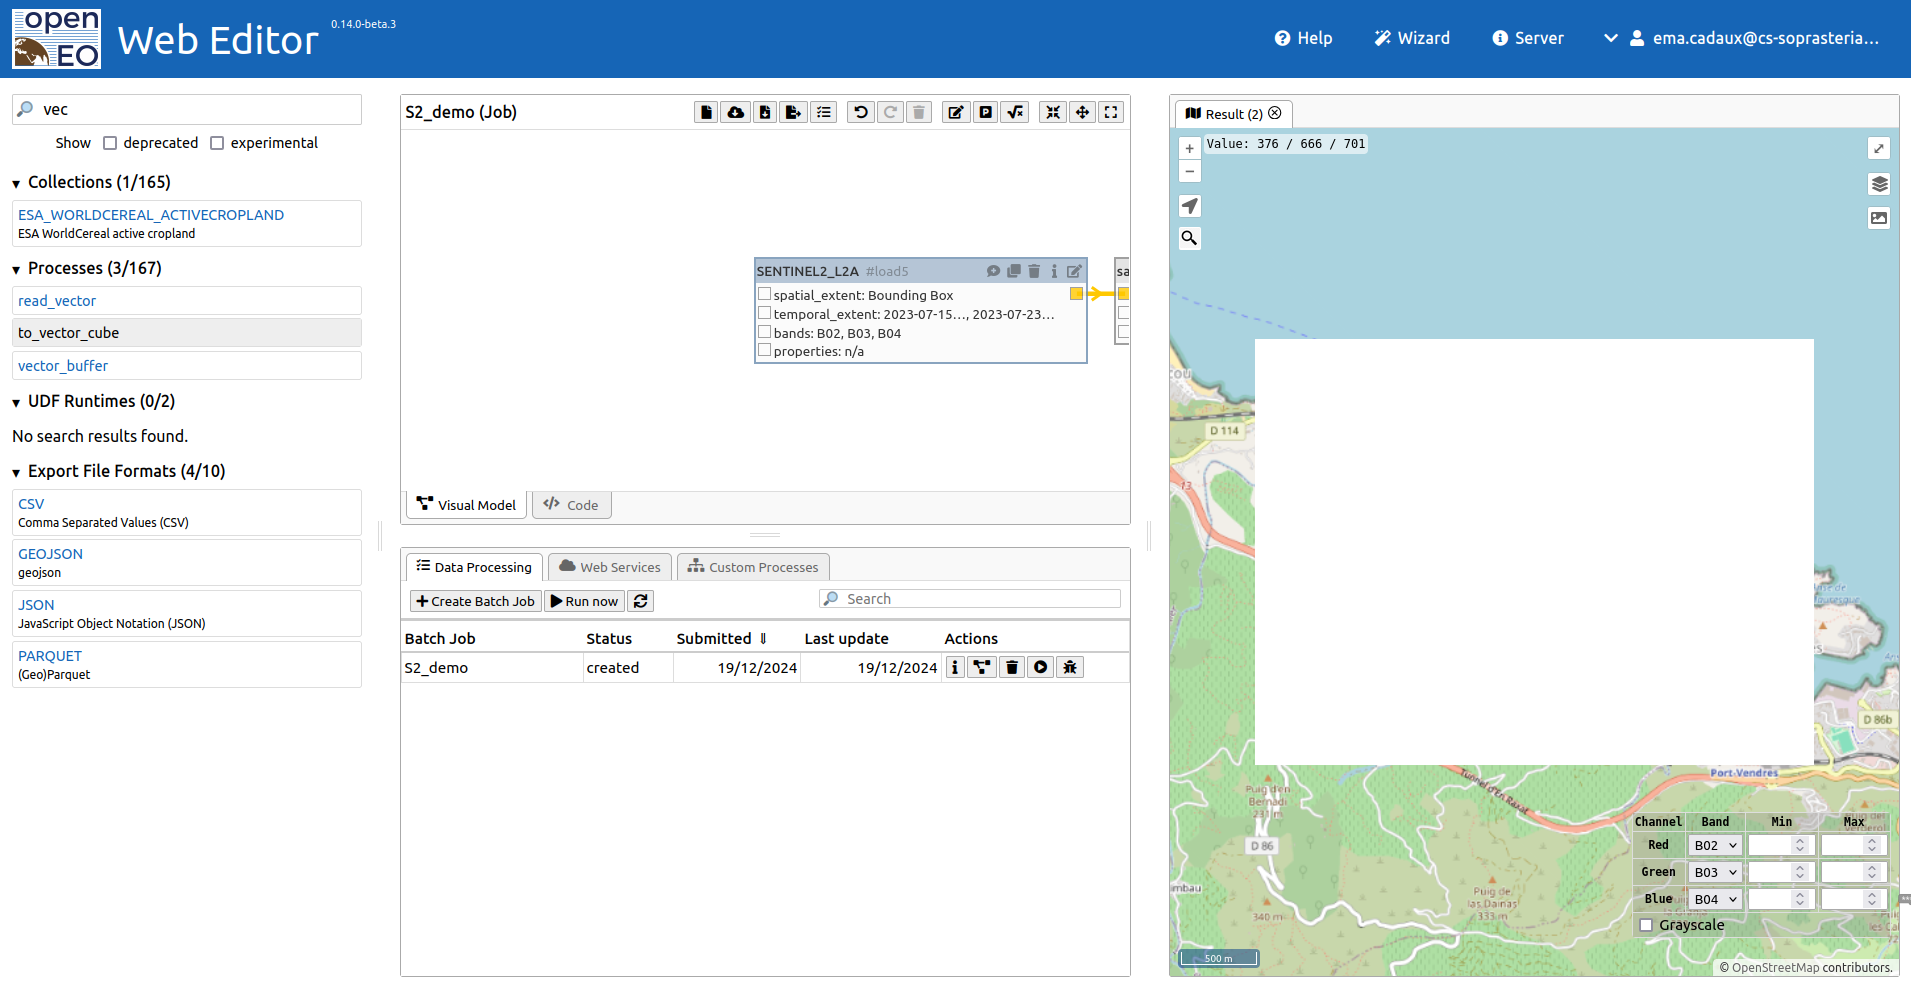 open
EO
Web Editor
0.14.0-beta.3
Help
Wizard
Server
ema.cadaux@cs-soprasteria...
vec
Show deprecated experimental
Collections (1/165)
ESA_WORLDCEREAL_ACTIVECROPLAND
ESA WorldCereal active cropland
Processes (3/167)
read_vector
to_vector_cube
vector_buffer
UDF Runtimes (0/2)
No search results found.
Export File Formats (4/10)
CSV
Comma Separated Values (CSV)
GEOJSON
geojson
JSON
JavaScript Object Notation (JSON)
PARQUET
(Geo)Parquet
S2_demo (Job)
SENTINEL2_L2A #load5
spatial_extent: Bounding Box
temporal_extent: 2023-07-15..., 2023-07-23...
bands: B02, B03, B04
properties: n/a
sa
Visual Model
Code
Data Processing
Web Services
Custom Processes
Create Batch Job
Run now
Search
Batch Job Status Submitted ⇓ Last update Actions
S2_demo created 19/12/2024 19/12/2024
Result (2)
Value: 376 / 666 / 701
cou
D 114
13
D 86b
Port-Vendres
Tunnel d'En Raxat
Puig d'en
Bernadi
231 m
D 86
mbau
340 m
Puig de
las Daines
333 m
Channel Band Min Max
Red B02
Green B03
Blue B04
Grayscale
500 m
© OpenStreetMap contributors.